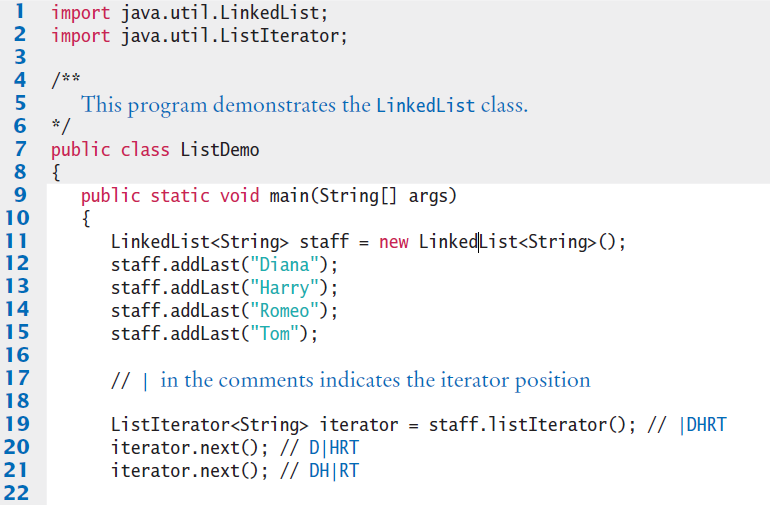 1 import java.util.LinkedList;
2 import java.util.ListIterator;
3
4 /**
5 This program demonstrates the LinkedList class.
6 */
7 public class ListDemo
8 {
9 public static void main(String[] args)
10 {
11 LinkedList<String> staff = new LinkedList<String>();
12 staff.addLast("Diana");
13 staff.addLast("Harry");
14 staff.addLast("Romeo");
15 staff.addLast("Tom");
16
17 // | in the comments indicates the iterator position
18
19 ListIterator<String> iterator = staff.listIterator(); // |DHRT
20 iterator.next(); // D|HRT
21 iterator.next(); // DH|RT
22